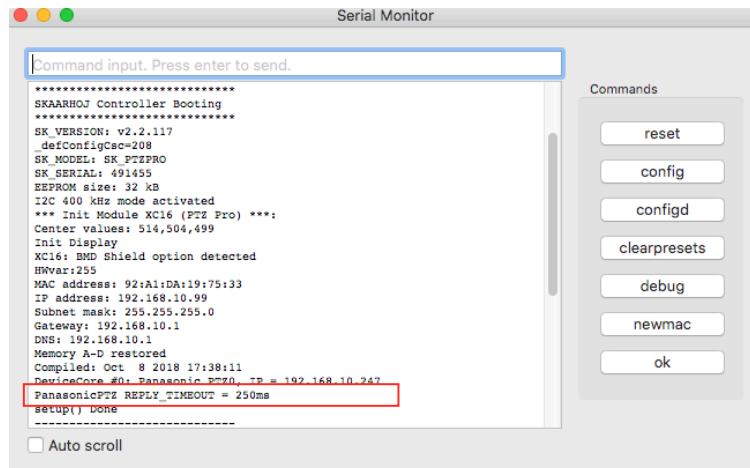 Serial Monitor
Command input. Press enter to send.
*****************************
SKAARHOJ Controller Booting
*****************************
SK_VERSION: v2.2.117
_defConfigCsc=208
SK_MODEL: SK_PTZPRO
SK_SERIAL: 491455
EEPROM size: 32 kB
I2C 400 kHz mode activated
*** Init Module XC16 (PTZ Pro) ***:
Center values: 514,504,499
Init Display
XC16: BMD Shield option detected
HWvar:255
MAC address: 92:A1:DA:19:75:33
IP address: 192.168.10.99
Subnet mask: 255.255.255.0
Gateway: 192.168.10.1
DNS: 192.168.10.1
Memory A-D restored
Compiled: Oct  8 2018 17:38:11
DeviceCore #0: Panasonic PTZ0, IP = 192.168.10.247
PanasonicPTZ REPLY_TIMEOUT = 250ms
setup() Done
-----------------------------
Auto scroll
Commands
reset
config
configd
clearpresets
debug
newmac
ok